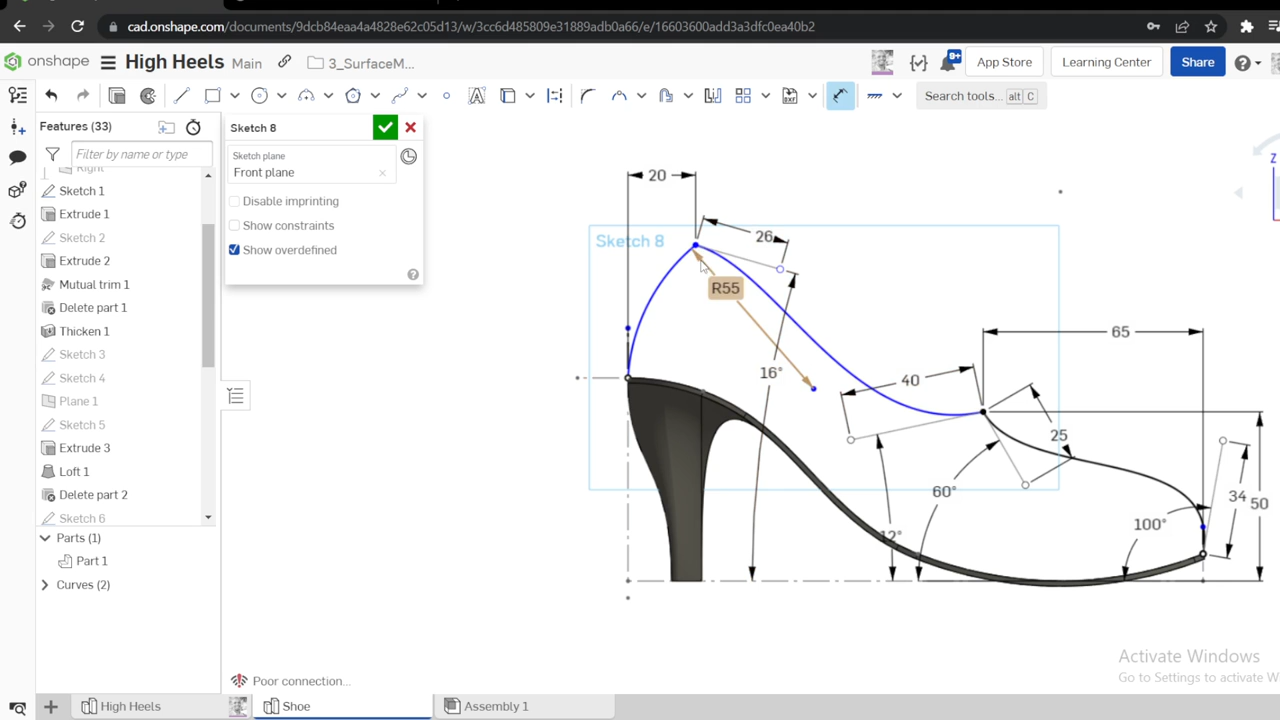 cad.onshape.com/documents/9dcb84eaa4a4828e62c05d13/w/3cc6d485809e31889adb0a66/e/16603600add3a3dfc0ea40b2
onshape
High Heels Main
3_SurfaceM...
App Store
Learning Center
Share
Search tools... alt C
Features (33)
Filter by name or type
Right
Sketch 1
Extrude 1
Sketch 2
Extrude 2
Mutual trim 1
Delete part 1
Thicken 1
Sketch 3
Sketch 4
Plane 1
Sketch 5
Extrude 3
Loft 1
Delete part 2
Sketch 6
Parts (1)
Part 1
Curves (2)
Sketch 8
Sketch plane
Front plane
Disable imprinting
Show constraints
Show overdefined
20
Sketch 8
26
R55
Z
65
16°
40
25
60°
12°
100°
34
50
Poor connection...
Activate Windows
Go to Settings to activate W
High Heels
Shoe
Assembly 1